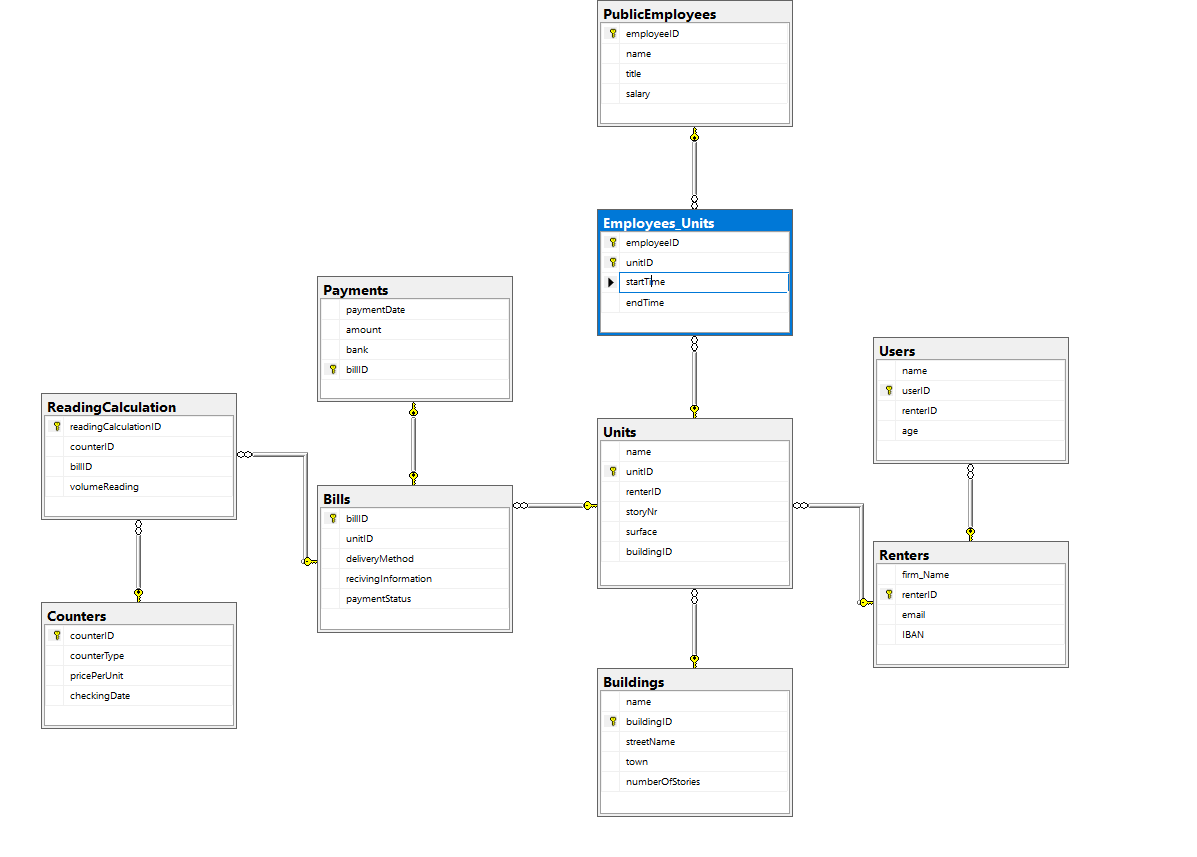 PublicEmployees
employeeID
name
title
salary
Employees_Units
employeeID
unitID
startTime
endTime
Payments
paymentDate
amount
bank
billID
Users
name
userID
renterID
age
ReadingCalculation
readingCalculationID
counterID
billID
volumeReading
Units
name
unitID
renterID
storyNr
surface
buildingID
Bills
billID
unitID
deliveryMethod
recivingInformation
paymentStatus
Renters
firm_Name
renterID
email
IBAN
Counters
counterID
counterType
pricePerUnit
checkingDate
Buildings
name
buildingID
streetName
town
numberOfStories